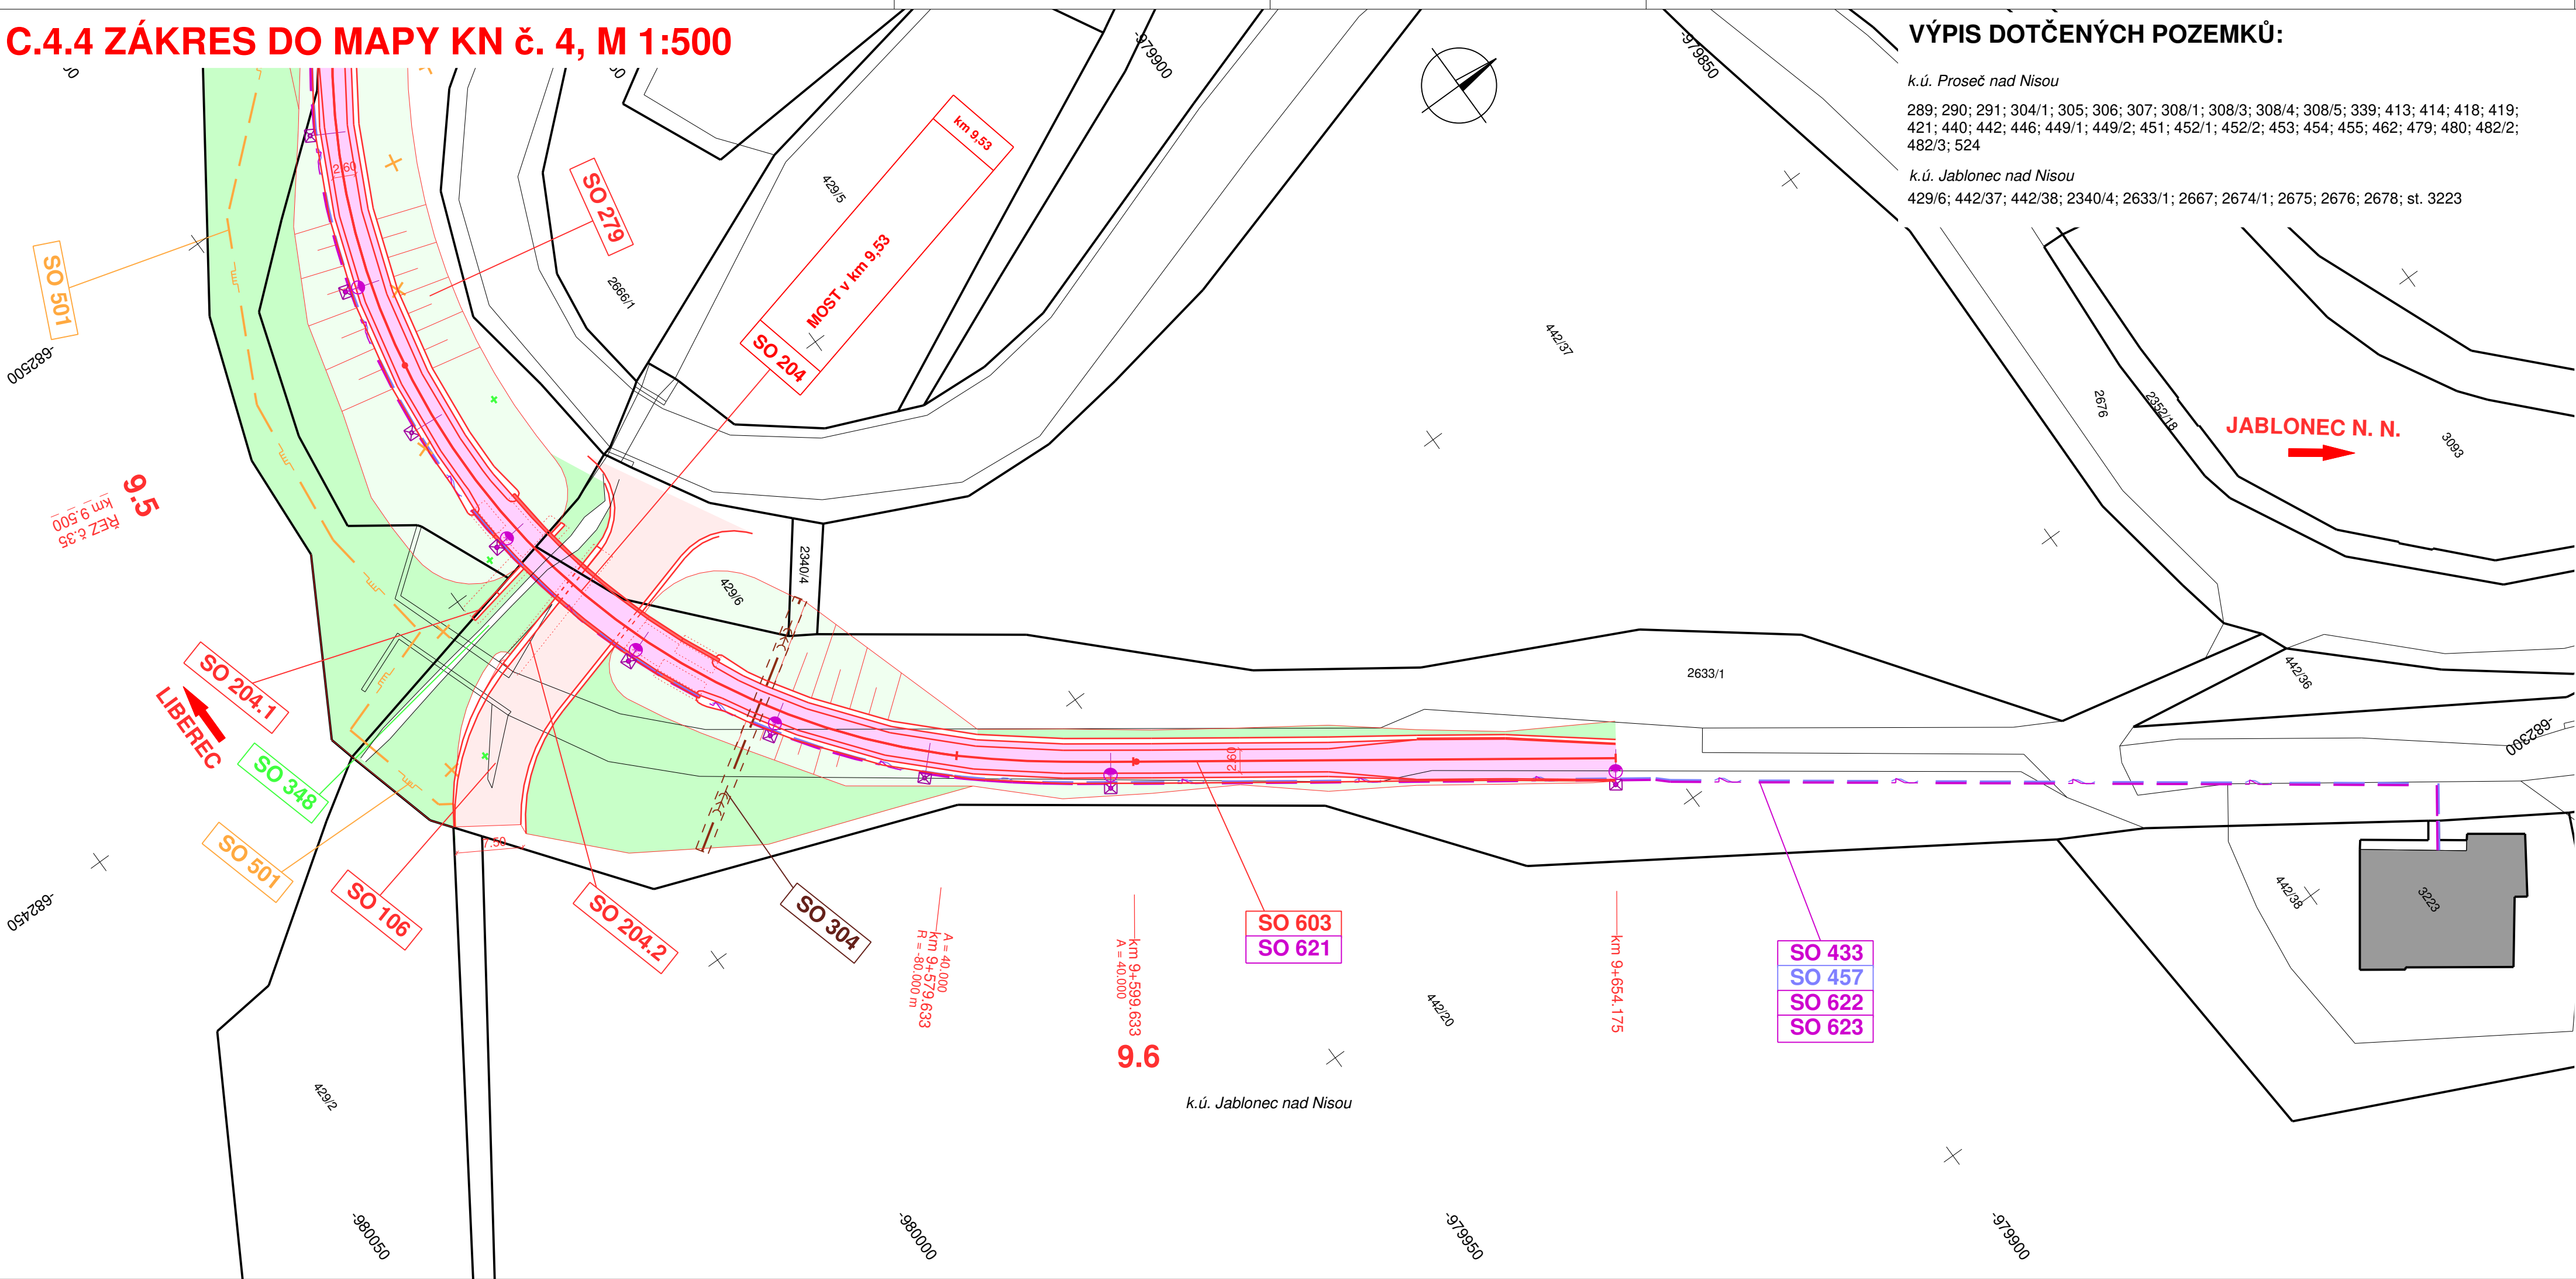 C.4.4 ZÁKRES DO MAPY KN č. 4, M 1:500
VÝPIS DOTČENÝCH POZEMKŮ:
k.ú. Proseč nad Nisou
289; 290; 291; 304/1; 305; 306; 307; 308/1; 308/3; 308/4; 308/5; 339; 413; 414; 418; 419;
421; 440; 442; 446; 449/1; 449/2; 451; 452/1; 452/2; 453; 454; 455; 462; 479; 480; 482/2;
482/3; 524
k.ú. Jablonec nad Nisou
429/6; 442/37; 442/38; 2340/4; 2633/1; 2667; 2674/1; 2675; 2676; 2678; st. 3223
-979900
-979850
km 9,53
MOST v km 9,53
SO 204
429/5
2666/1
SO 279
2.60
SO 501
-682500
442/37
2676
2352/18
JABLONEC N. N.
3093
9.5
ŘEZ č.35
km 9.500
2340/4
429/6
SO 204.1
LIBEREC
SO 348
SO 501
SO 106
7.50
SO 204.2
SO 304
2633/1
442/36
-682300
2.60
-682450
SO 603
SO 621
SO 433
SO 457
SO 622
SO 623
442/38
3223
A = 40.000
km 9+579.633
R = -80.000 m
km 9+599.633
A = 40.000
9.6
km 9+654.175
442/20
429/2
k.ú. Jablonec nad Nisou
-980050
-980000
-979950
-979900